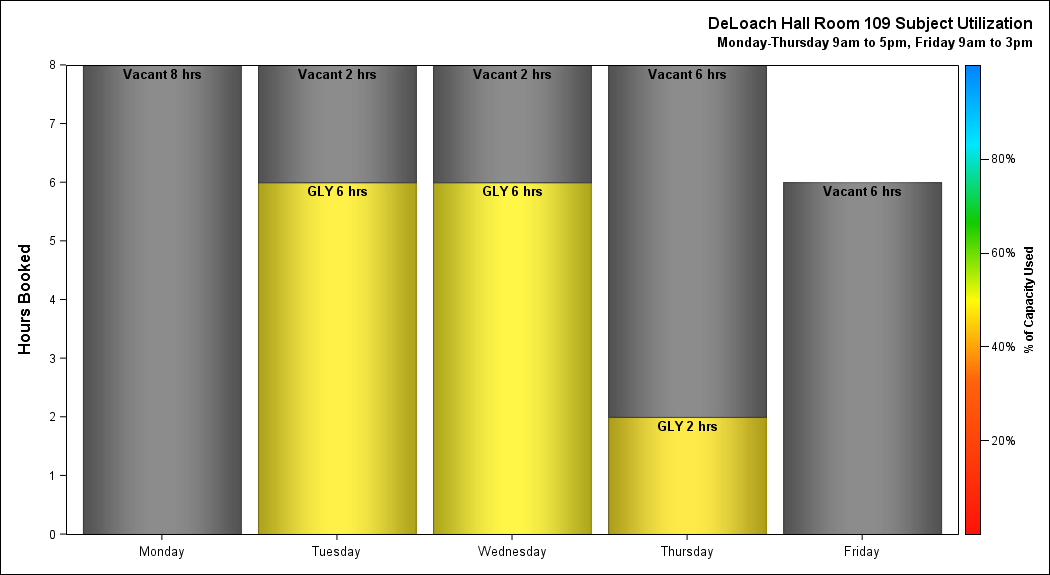 DeLoach Hall Room 109 Subject Utilization
Monday-Thursday 9am to 5pm, Friday 9am to 3pm
Hours Booked
8
7
6
5
4
3
2
1
0
Vacant 8 hrs
Vacant 2 hrs
Vacant 2 hrs
Vacant 6 hrs
GLY 6 hrs
GLY 6 hrs
Vacant 6 hrs
GLY 2 hrs
Monday
Tuesday
Wednesday
Thursday
Friday
80%
60%
40%
20%
% of Capacity Used